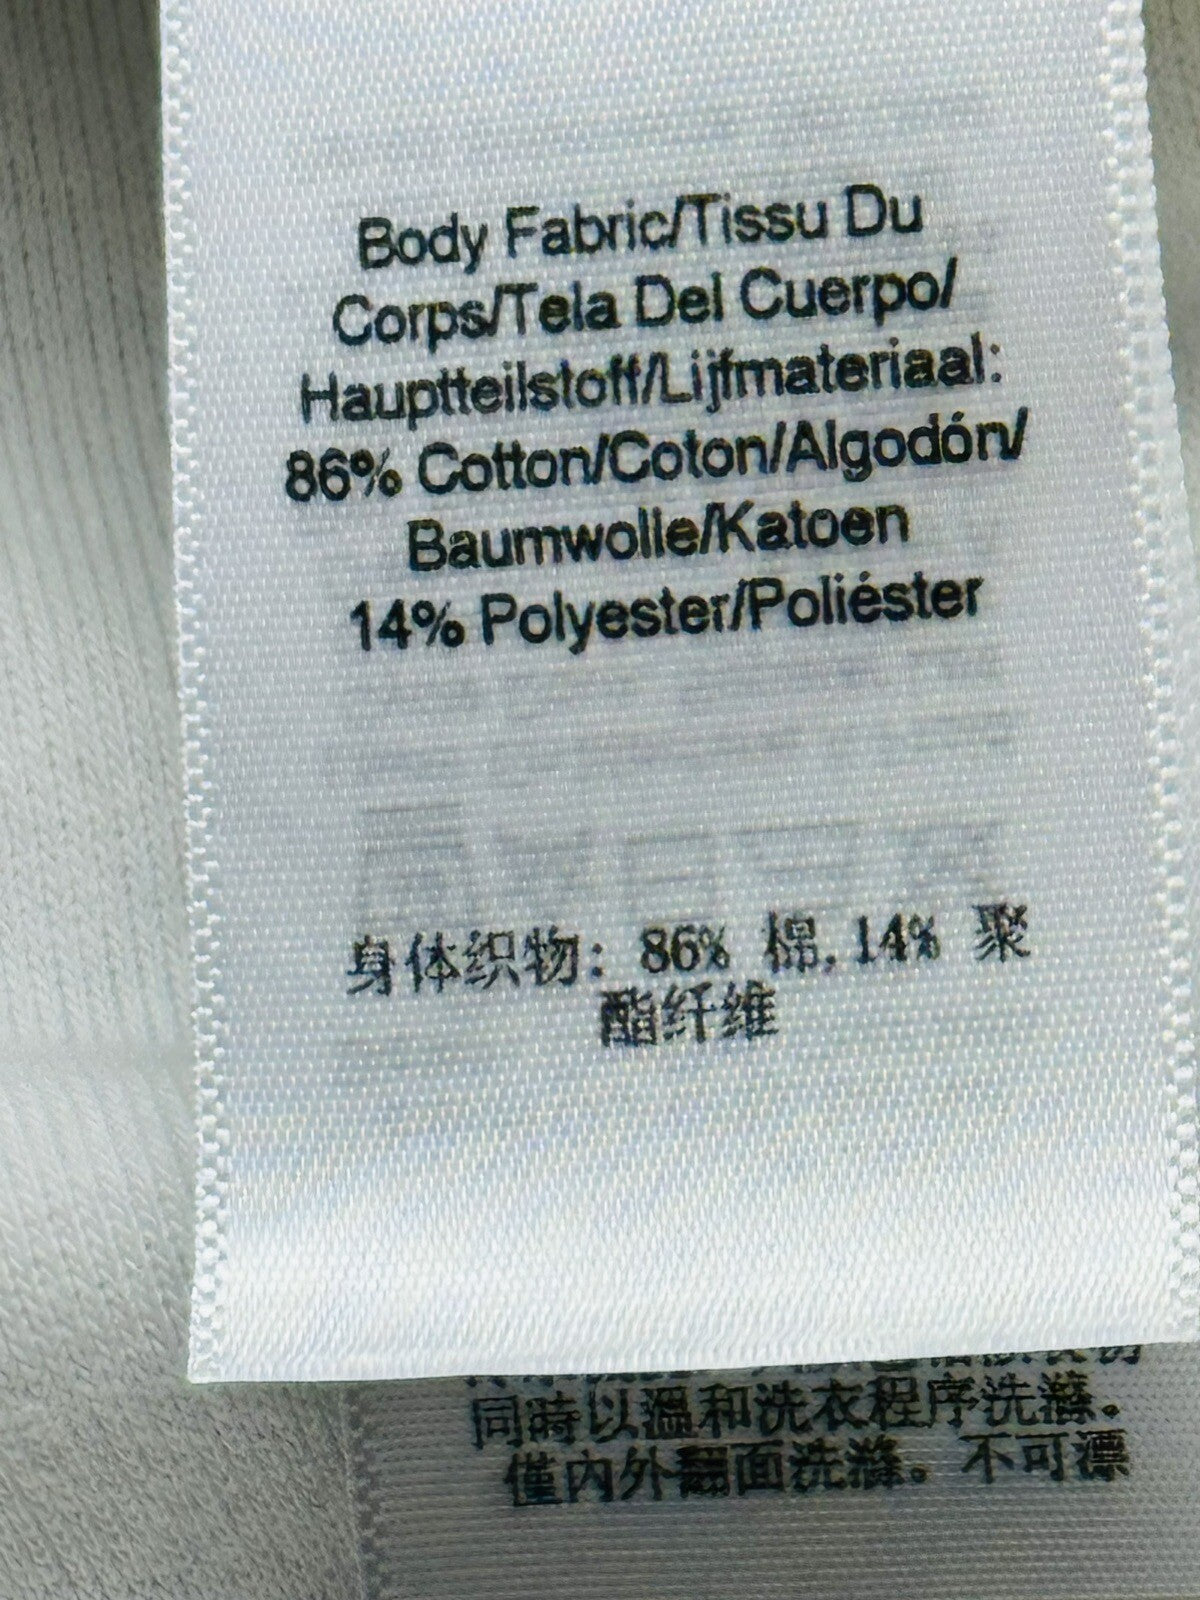 Body Fabric/Tissu Du
Corps/Tela Del Cuerpo/
Hauptteilstoff/Lijfmateriaal:
86% Cotton/Coton/Algodón/
Baumwolle/Katoen
14% Polyester/Poliéster
身体织物: 86% 棉,14% 聚
酯纤维
同時以溫和洗衣程序洗滌。
僅內外翻面洗滌。不可漂